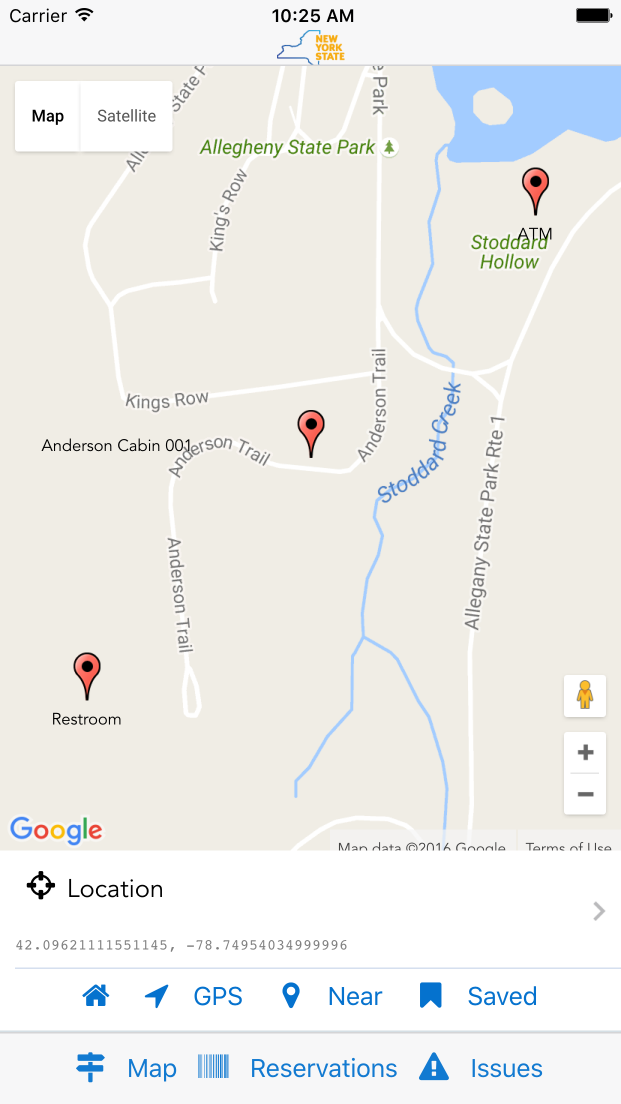 Carrier 10:25 AM
NEW
YORK
STATE
Map Satellite
State P
e Park
Allegheny State Park
King's Row
ATM
Stoddard
Hollow
Kings Row
Anderson Trail
Anderson Cabin 001
Anderson Trail
Stoddard Creek
Allegany State Park Rte 1
Anderson Trail
Restroom
Google
Map data ©2016 Google Terms of Use
Location
42.09621111551145, -78.74954034999996
GPS Near Saved
Map Reservations Issues